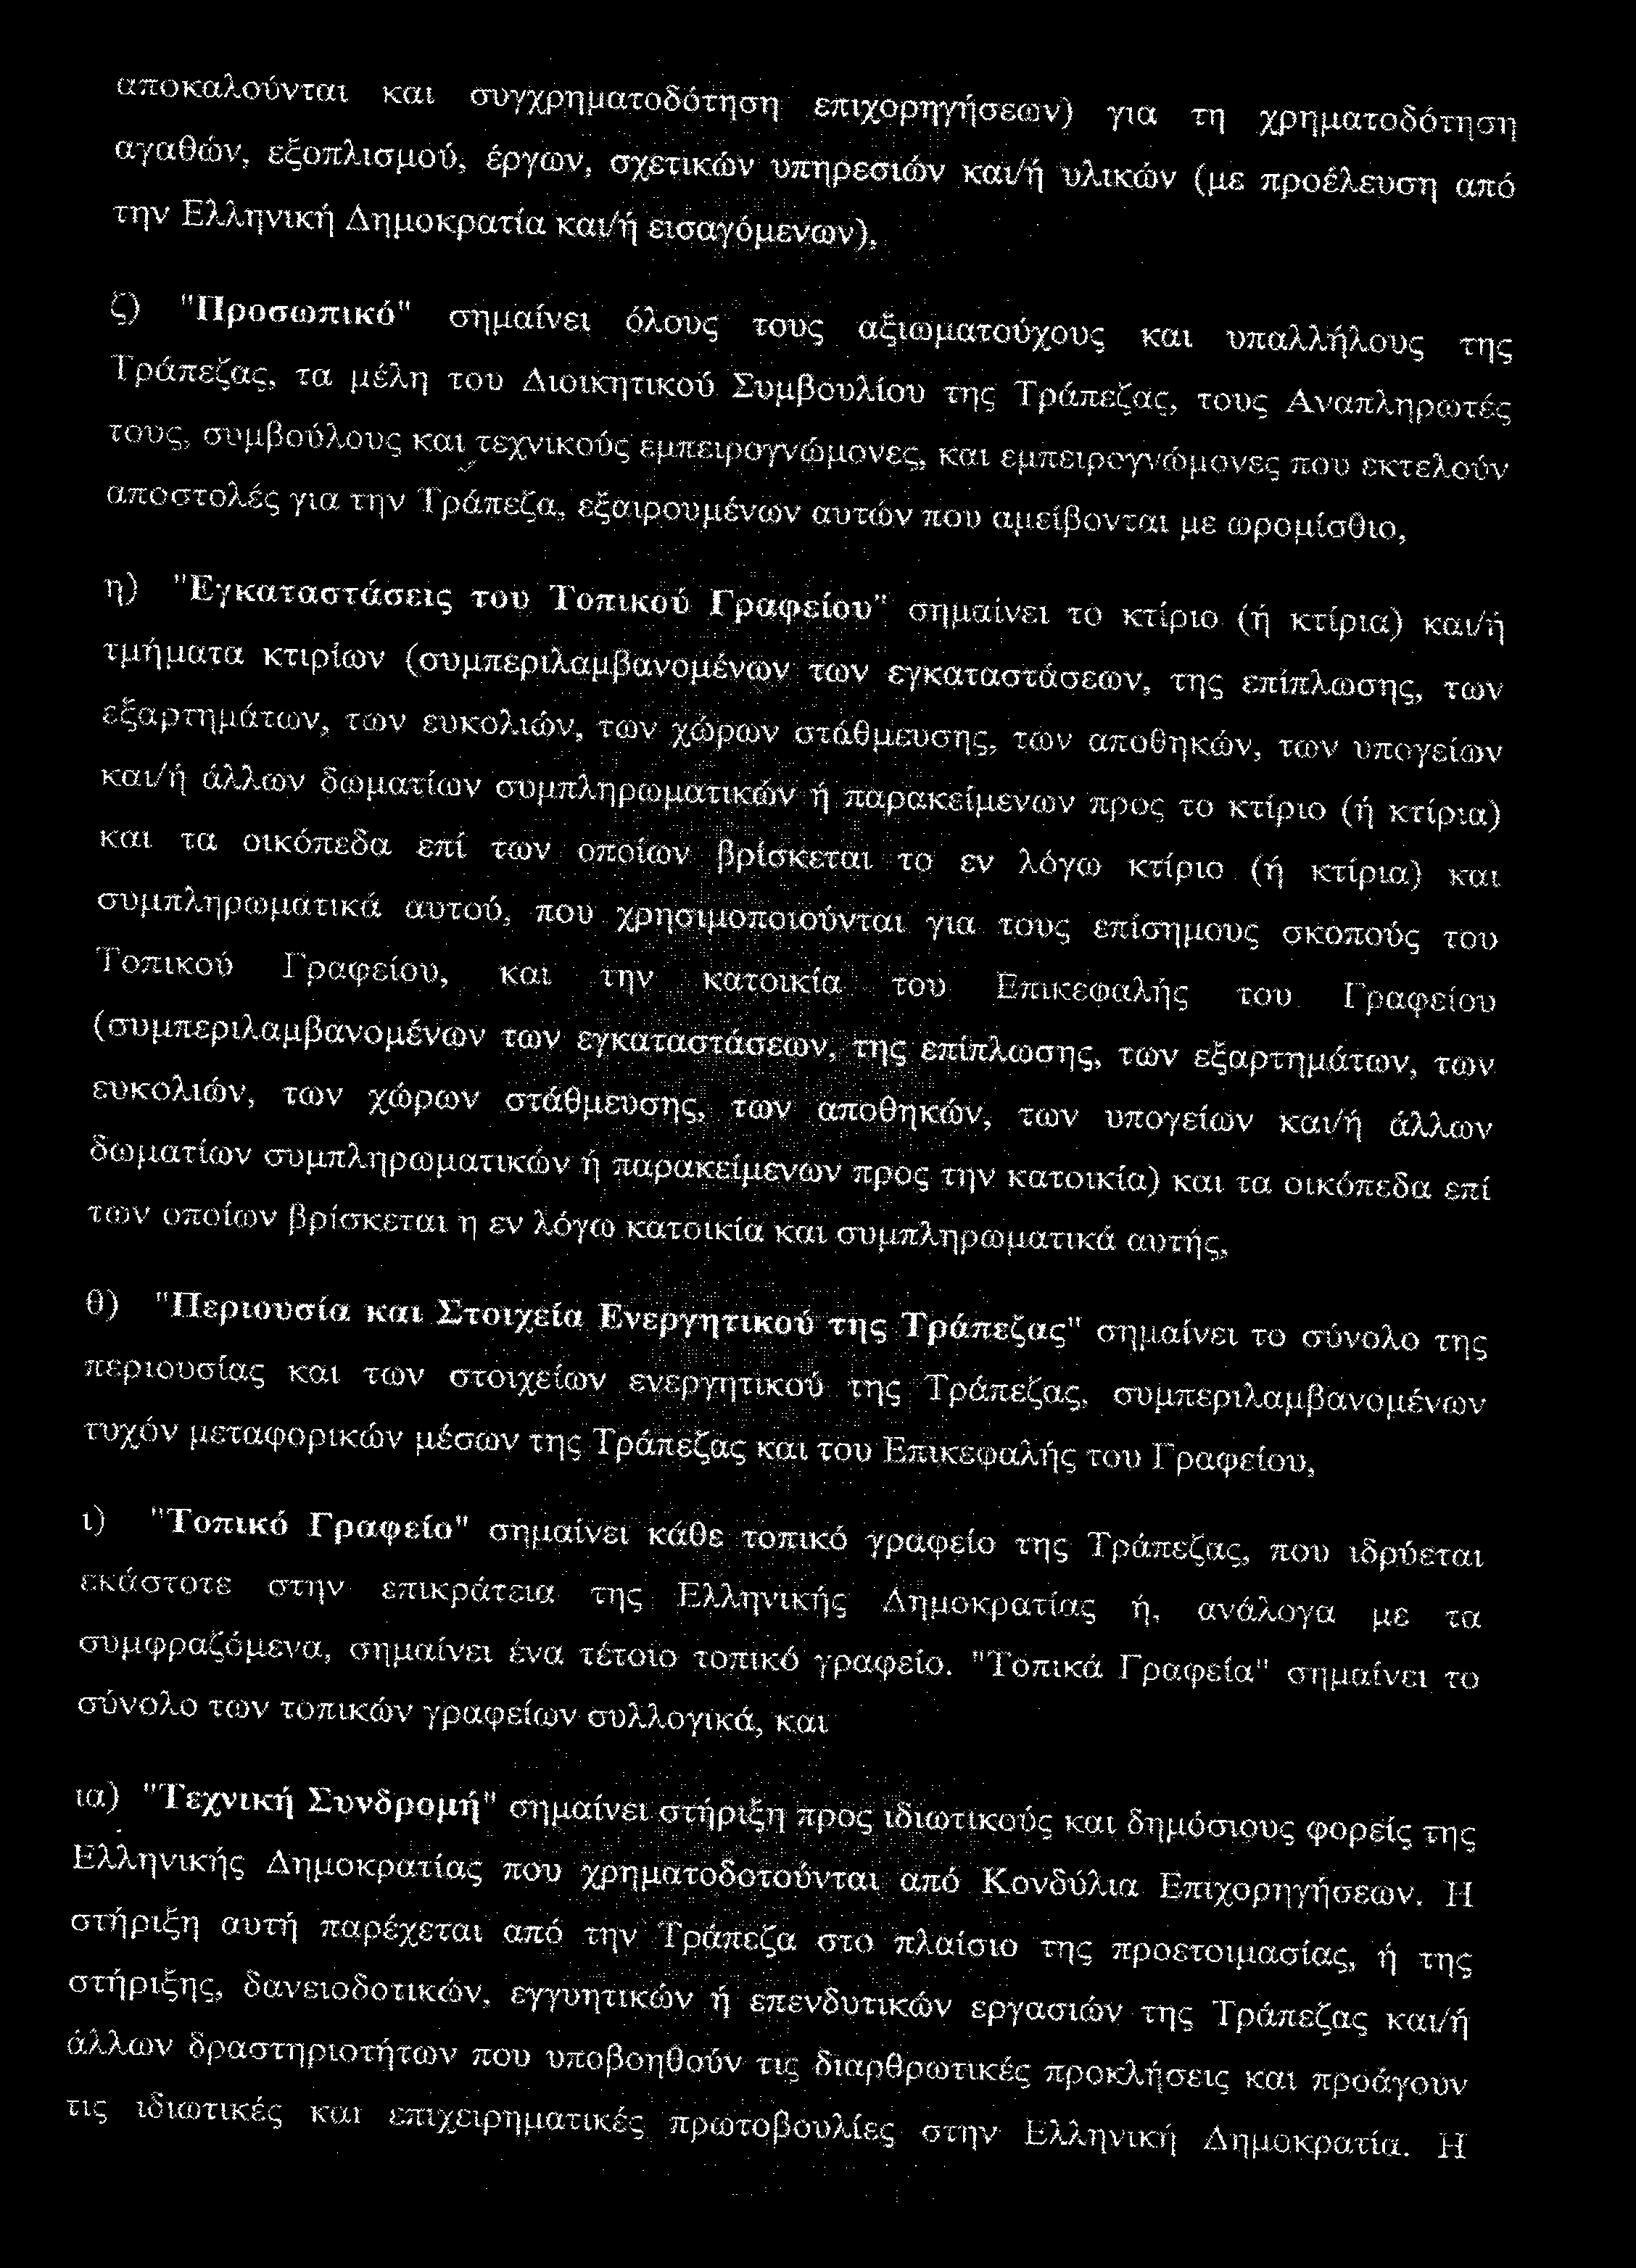 αποκαλούνται και συγχρηματοδότηση επιχορηγήσεων) για τη χρηματοδότηση
αγαθών, εξοπλισμού, έργων, σχετικών υπηρεσιών και/ή υλικών (με προέλευση από
την Ελληνική Δημοκρατία και/ή εισαγόμενων),
ζ) "Προσωπικό" σημαίνει όλους τους αξιωματούχους και υπαλλήλους της
Τράπεζας, τα μέλη του Διοικητικού Συμβουλίου της Τράπεζας, τους Αναπληρωτές
τους, συμβούλους και τεχνικούς εμπειρογνώμονες, και εμπειρογνώμονες που εκτελούν
αποστολές για την Τράπεζα, εξαιρουμένων αυτών που αμείβονται με ωρομίσθιο,
η) "Εγκαταστάσεις του Τοπικού Γραφείου" σημαίνει το κτίριο (ή κτίρια) και/ή
τμήματα κτιρίων (συμπεριλαμβανομένων των εγκαταστάσεων, της επίπλωσης, των
εξαρτημάτων, των ευκολιών, των χώρων στάθμευσης, των αποθηκών, των υπογείων
και/ή άλλων δωματίων συμπληρωματικών ή παρακείμενων προς το κτίριο (ή κτίρια)
και τα οικόπεδα επί των οποίων βρίσκεται το εν λόγω κτίριο (ή κτίρια) και
συμπληρωματικά αυτού, που χρησιμοποιούνται για τους επίσημους σκοπούς του
Τοπικού Γραφείου, και την κατοικία του Επικεφαλής του Γραφείου
(συμπεριλαμβανομένων των εγκαταστάσεων, της επίπλωσης, των εξαρτημάτων, των
ευκολιών, των χώρων στάθμευσης, των αποθηκών, των υπογείων και/ή άλλων
δωματίων συμπληρωματικών ή παρακείμενων προς την κατοικία) και τα οικόπεδα επί
των οποίων βρίσκεται η εν λόγω κατοικία και συμπληρωματικά αυτής,
θ) "Περιουσία και Στοιχεία Ενεργητικού της Τράπεζας" σημαίνει το σύνολο της
περιουσίας και των στοιχείων ενεργητικού της Τράπεζας, συμπεριλαμβανομένων
τυχόν μεταφορικών μέσων της Τράπεζας και του Επικεφαλής του Γραφείου,
ι) "Τοπικό Γραφείο" σημαίνει κάθε τοπικό γραφείο της Τράπεζας, που ιδρύεται
εκάστοτε στην επικράτεια της Ελληνικής Δημοκρατίας ή, ανάλογα με τα
συμφραζόμενα, σημαίνει ένα τέτοιο τοπικό γραφείο. "Τοπικά Γραφεία" σημαίνει το
σύνολο των τοπικών γραφείων συλλογικά, και
ια) "Τεχνική Συνδρομή" σημαίνει στήριξη προς ιδιωτικούς και δημόσιους φορείς της
Ελληνικής Δημοκρατίας που χρηματοδοτούνται από Κονδύλια Επιχορηγήσεων. Η
στήριξη αυτή παρέχεται από την Τράπεζα στο πλαίσιο της προετοιμασίας, ή της
στήριξης, δανειοδοτικών, εγγυητικών ή επενδυτικών εργασιών της Τράπεζας και/ή
άλλων δραστηριοτήτων που υποβοηθούν τις διαρθρωτικές προκλήσεις και προάγουν
τις ιδιωτικές και επιχειρηματικές πρωτοβουλίες στην Ελληνική Δημοκρατία. Η